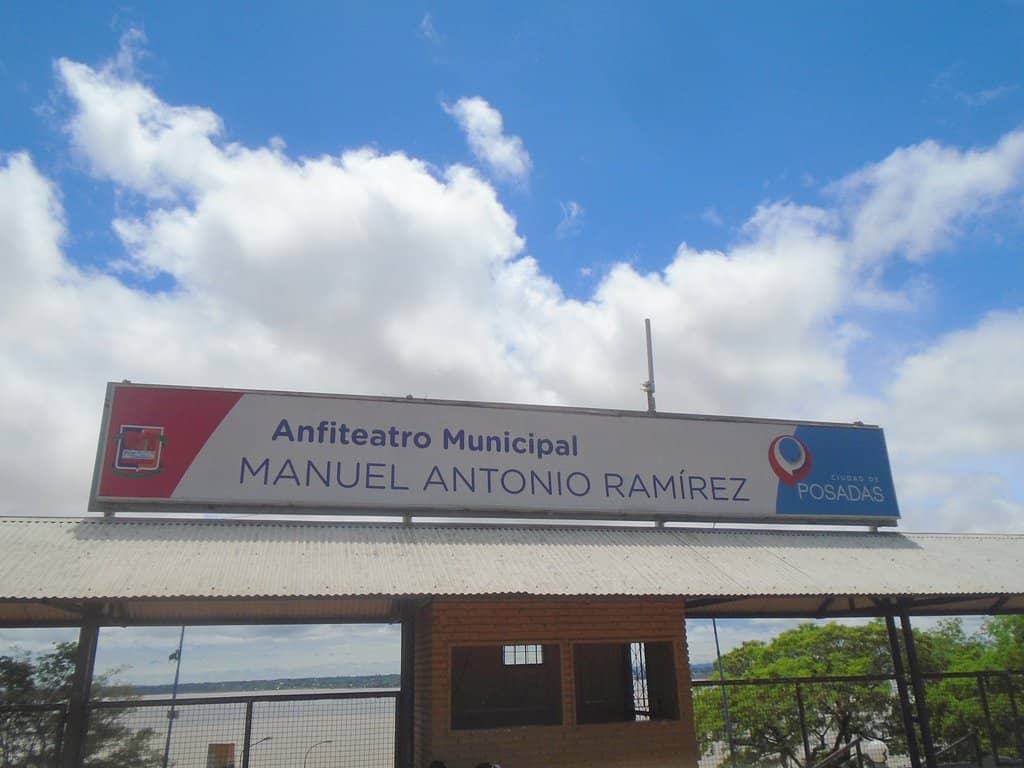 Anfiteatro Municipal
MANUEL ANTONIO RAMÍREZ
CIUDAD DE
POSADAS